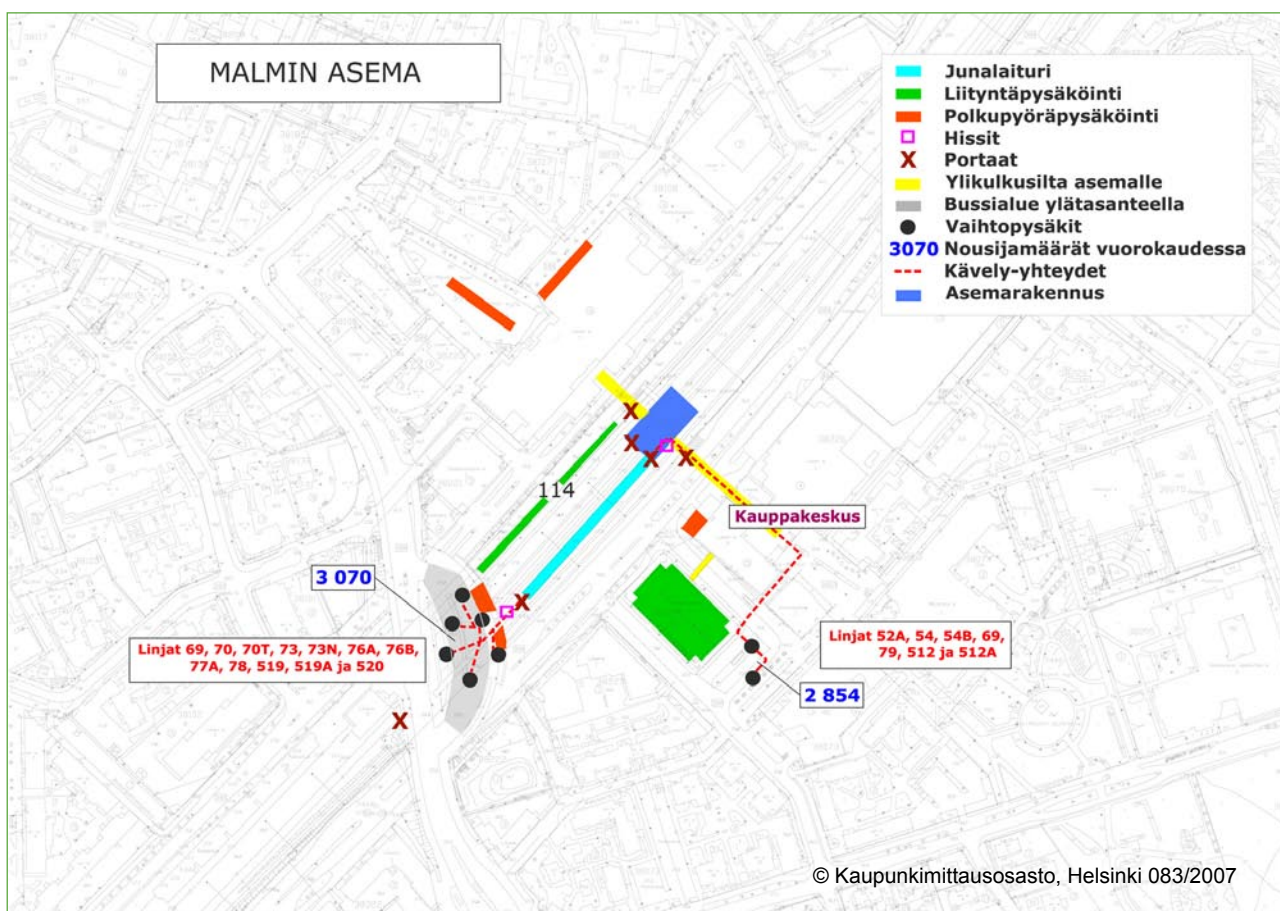 MALMIN ASEMA
Junalaituri
Liityntäpysäköinti
Polkupyöräpysäköinti
Hissit
X Portaat
Ylikulkusilta asemalle
Bussialue ylätasanteella
Vaihtopysäkit
3070 Nousijamäärät vuorokaudessa
Kävely-yhteydet
Asemarakennus
X
X
X
X
114
Kauppakeskus
3 070
X
Linjat 69, 70, 70T, 73, 73N, 76A, 76B,
77A, 78, 519, 519A ja 520
Linjat 52A, 54, 54B, 69,
79, 512 ja 512A
2 854
X
© Kaupunkimittausosasto, Helsinki 083/2007